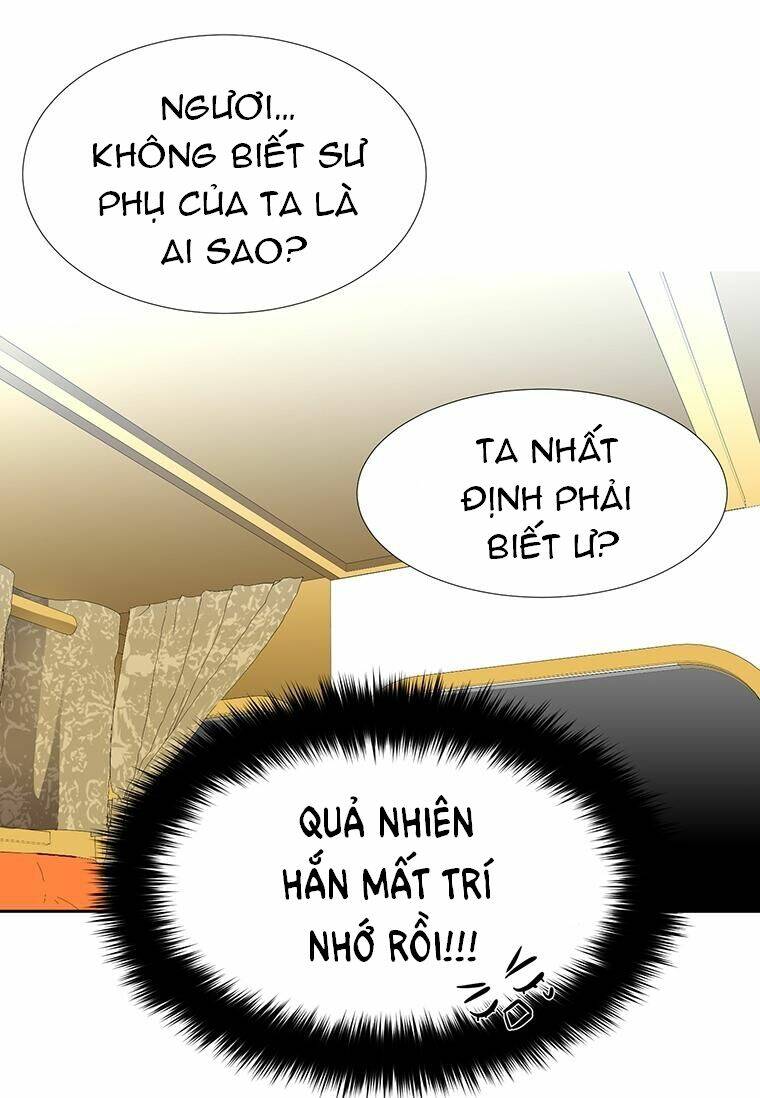 NGƯƠI...
KHÔNG BIẾT SƯ
PHỤ CỦA TA LÀ
AI SAO?
TA NHẤT
ĐỊNH PHẢI
BIẾT Ư?
QUẢ NHIÊN
HẮN MẤT TRÍ
NHỚ RỒI!!!